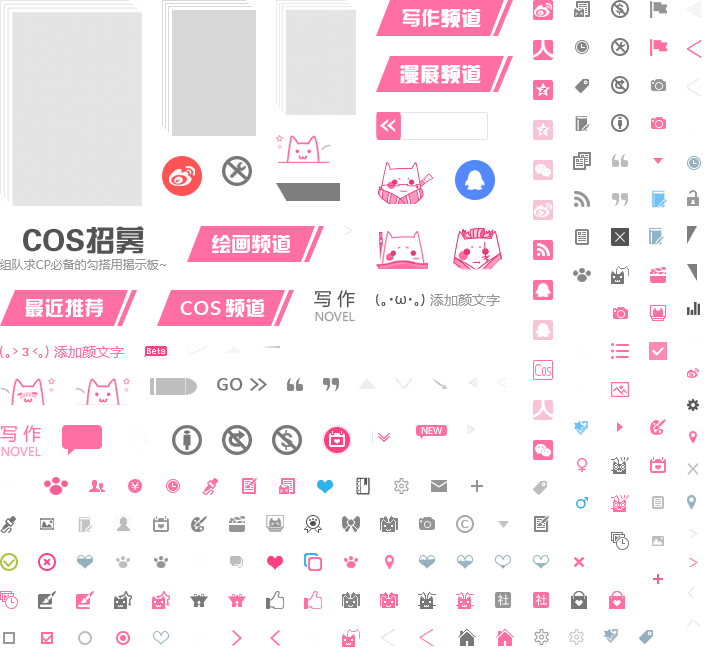 写作频道
漫展频道
COS招募
绘画频道
组队求CP必备的勾搭用揭示板~
最近推荐
COS 频道
写 作
NOVEL
(｡･ω･｡) 添加颜文字
(｡> 3 <｡) 添加颜文字
Beta
GO
Cos
写 作
NOVEL
NEW
社
社